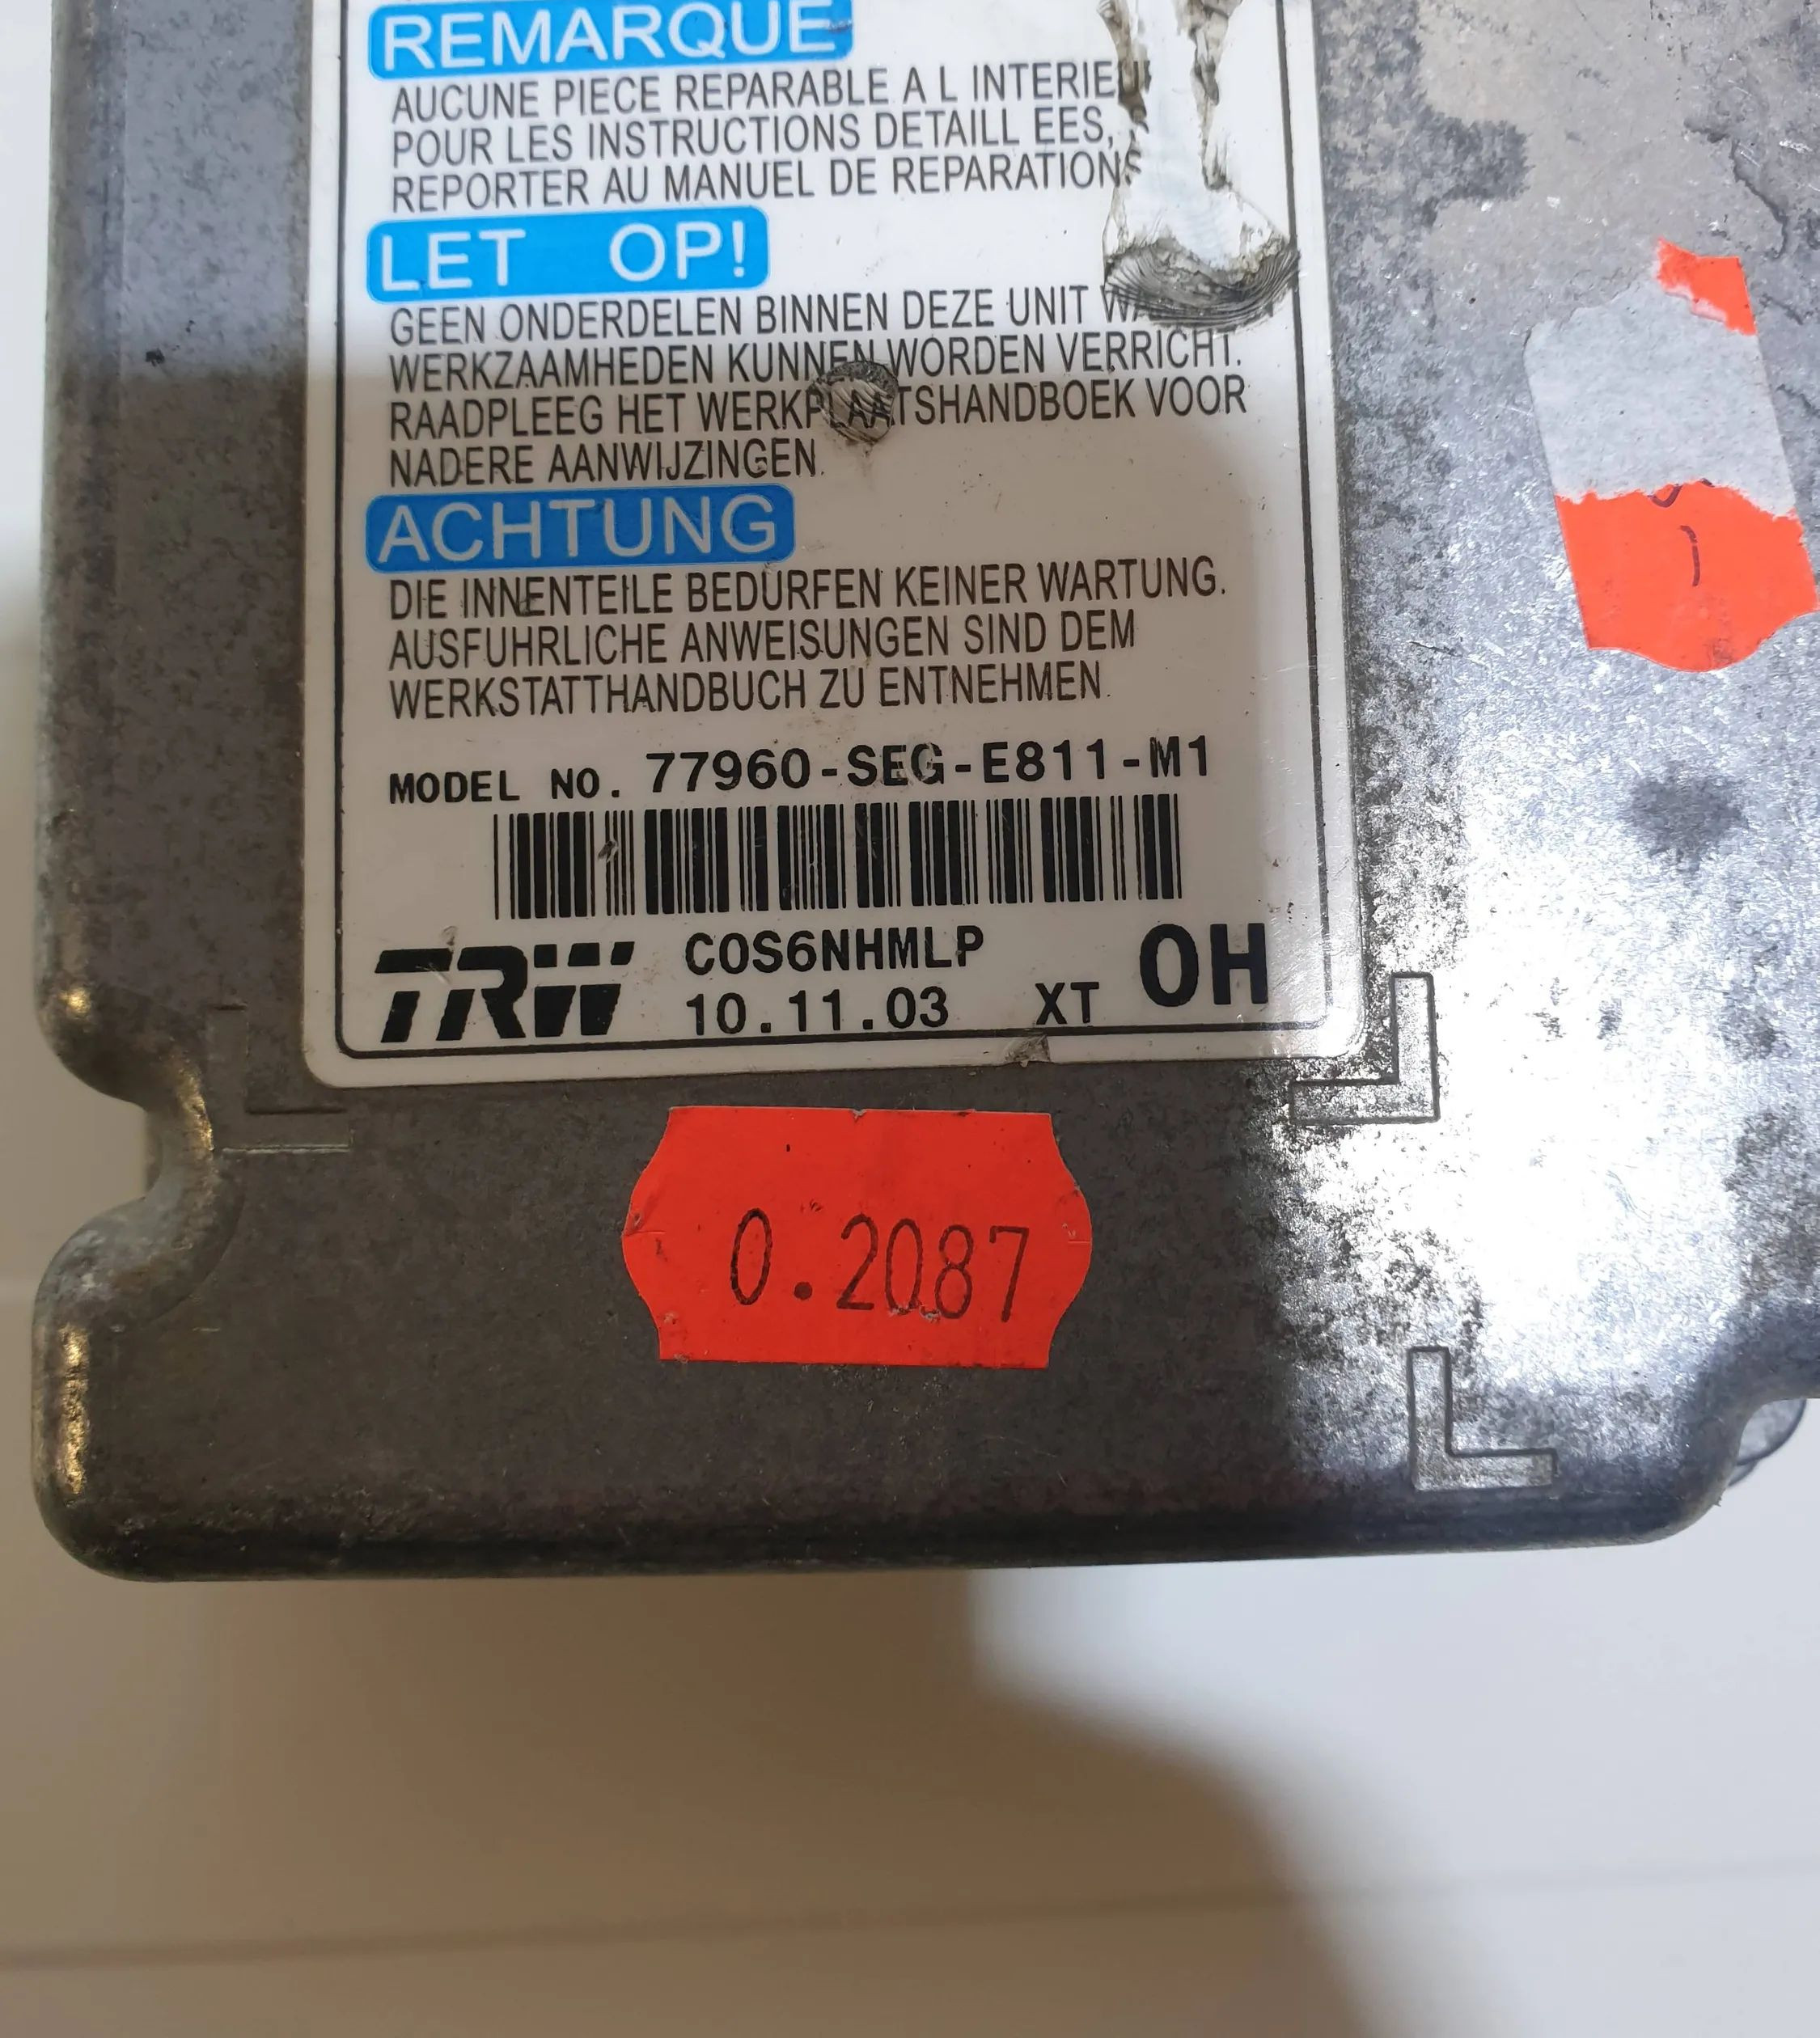 REMARQUE
AUCUNE PIECE REPARABLE A L
POUR LES INSTRUCTIONS DETAILL EES,
REPORTER AU MANUEL DE REPARATIONS
LET OP!
GEEN ONDERDELEN BINNEN DEZE UNIT
WERKZAAMHEDEN KUNNEN WORDEN VERRICHT.
RAADPLEEG HET WERKPLAATSHANDBOEK VOOR
NADERE AANWIJZINGEN.
ACHTUNG
DIE INNENTEILE BEDURFEN KEINER WARTUNG.
AUSFUHRLICHE ANWEISUNGEN SIND DEM
WERKSTATTHANDBUCH ZU ENTNEHMEN.
MODEL NO. 77960-SEG-E811-M1
TRW C0S6NHMLP 0H
10.11.03 XT
0.2087